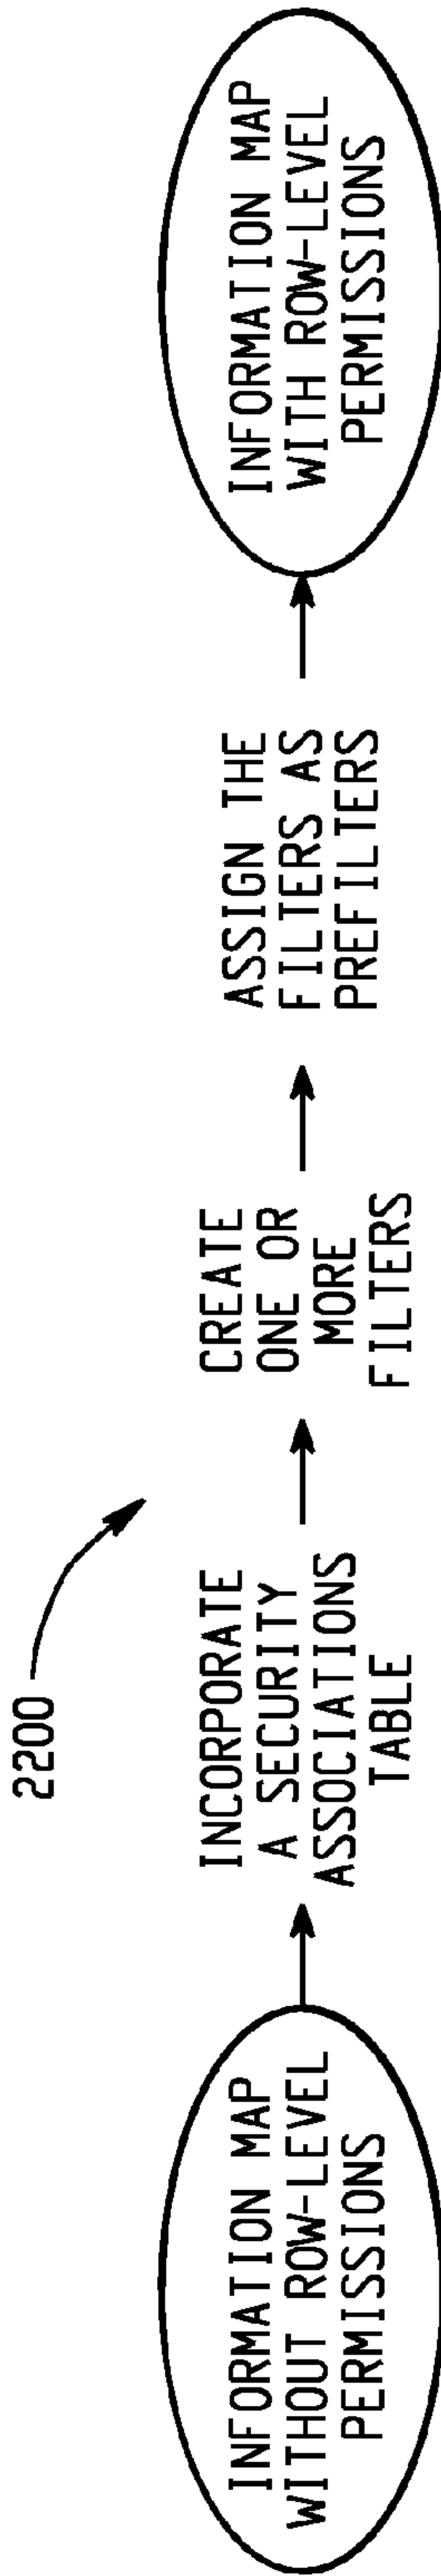 2200
INFORMATION MAP
WITHOUT ROW-LEVEL
PERMISSIONS
INCORPORATE
A SECURITY
ASSOCIATIONS
TABLE
CREATE
ONE OR
MORE
FILTERS
ASSIGN THE
FILTERS AS
PREFILTERS
INFORMATION MAP
WITH ROW-LEVEL
PERMISSIONS